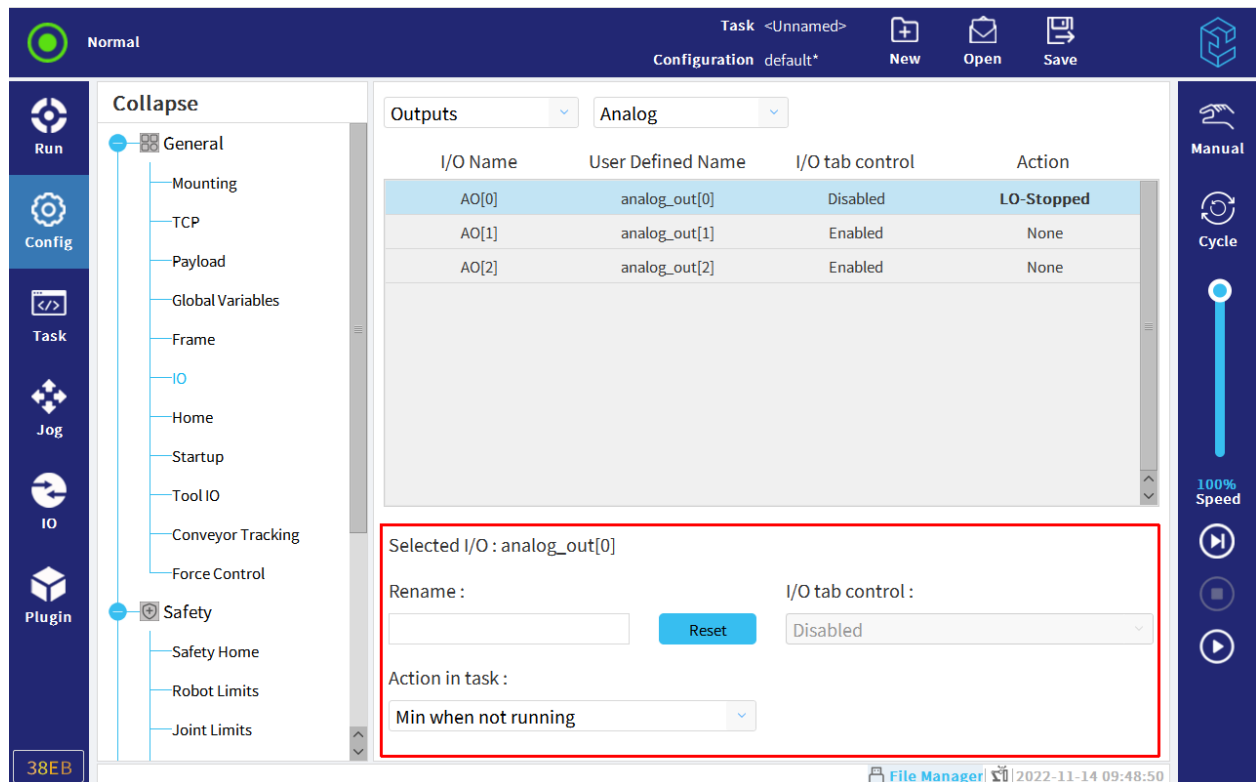 Normal
Task <Unnamed>
Configuration default*
New
Open
Save
Run
Config
Task
Jog
IO
Plugin
38EB
Collapse
General
Mounting
TCP
Payload
Global Variables
Frame
IO
Home
Startup
Tool IO
Conveyor Tracking
Force Control
Safety
Safety Home
Robot Limits
Joint Limits
Outputs Analog
I/O Name User Defined Name I/O tab control Action
AO[0] analog_out[0] Disabled LO-Stopped
AO[1] analog_out[1] Enabled None
AO[2] analog_out[2] Enabled None
Selected I/O : analog_out[0]
Rename : I/O tab control :
Reset Disabled
Action in task :
Min when not running
File Manager 2022-11-14 09:48:50
Manual
Cycle
100%
Speed